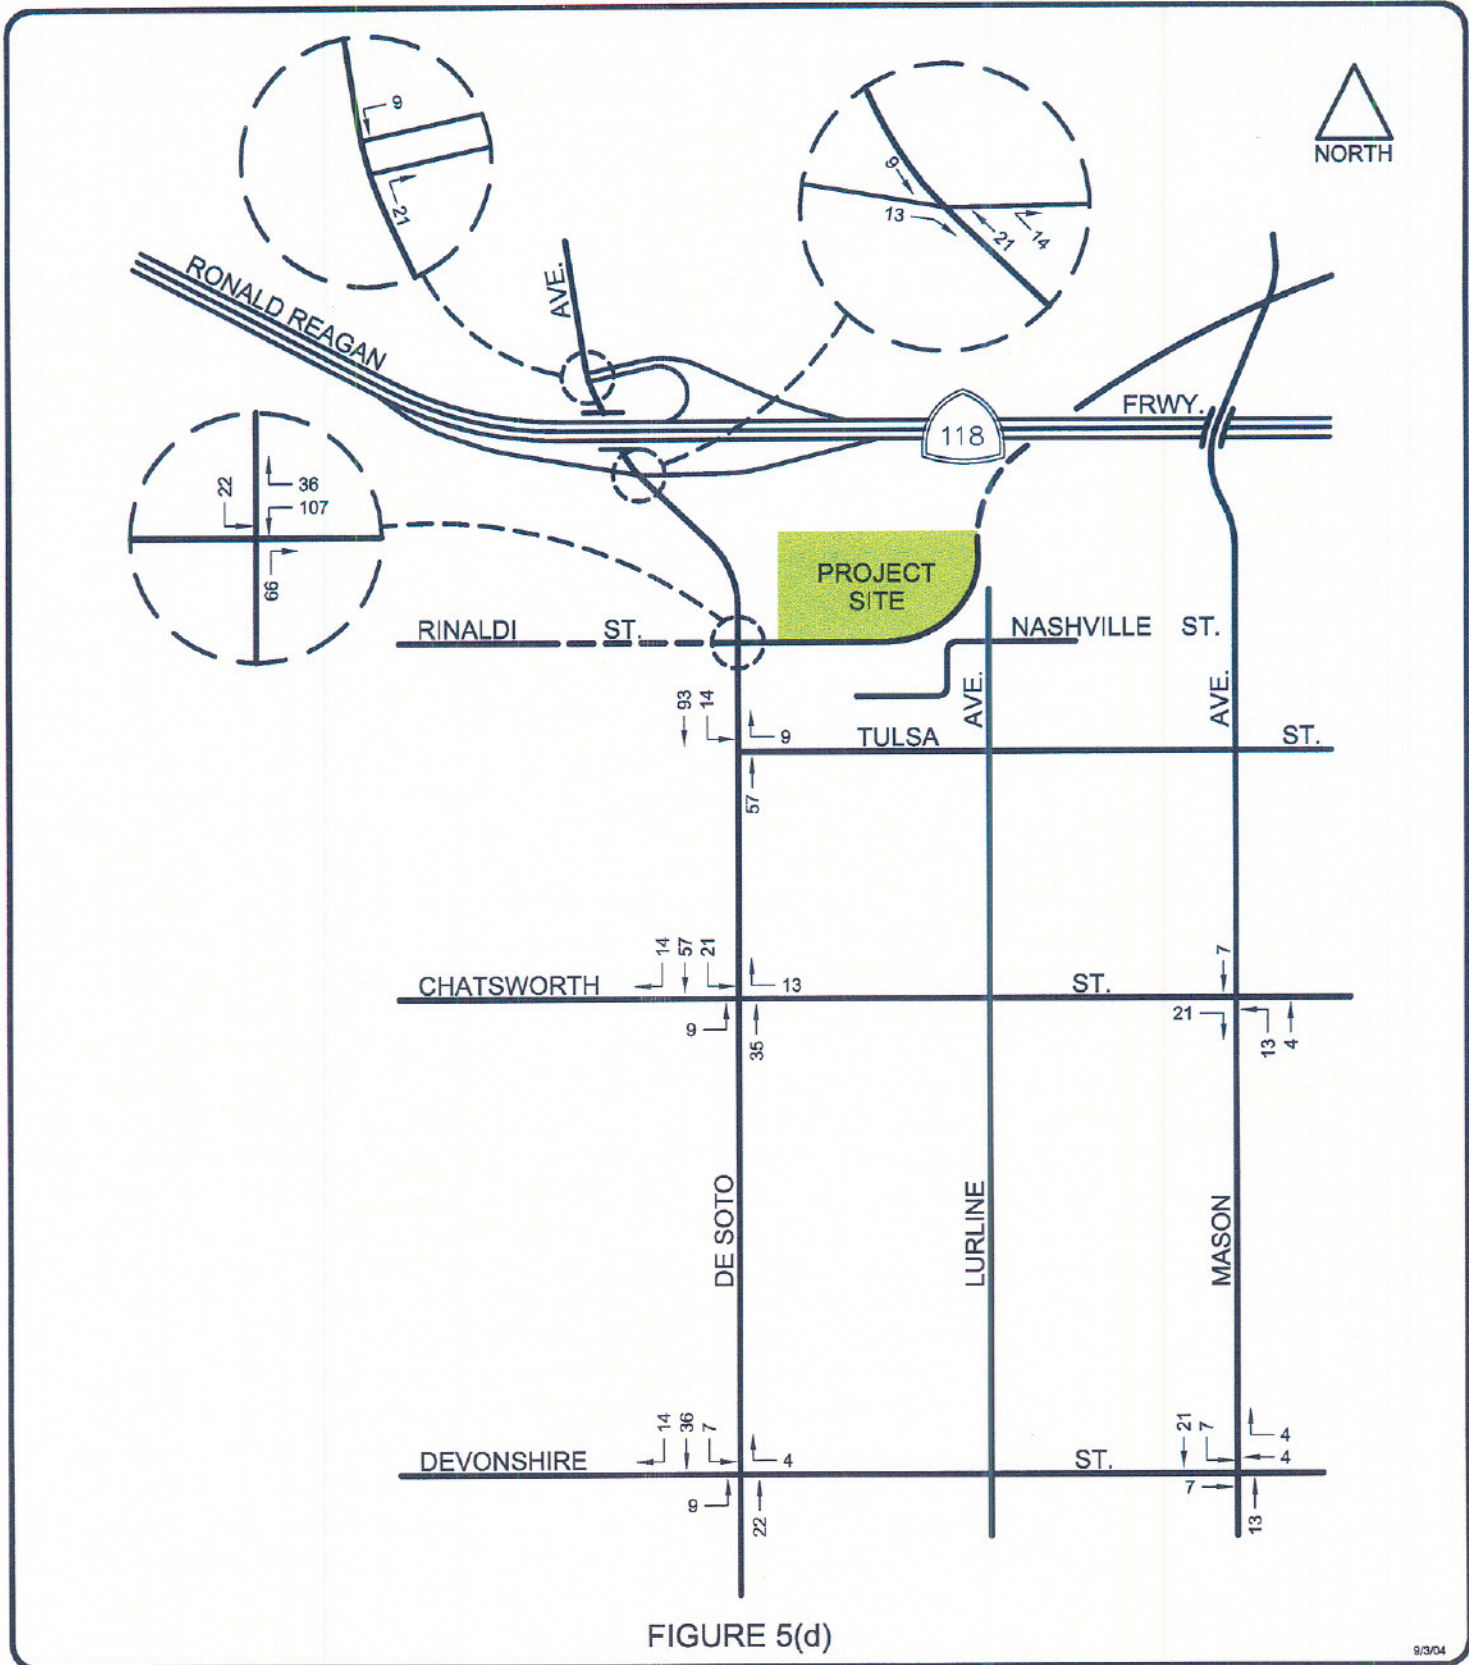 NORTH
9
21
9
13
21
14
AVE.
RONALD REAGAN
FRWY.
118
22
36
107
66
PROJECT
SITE
RINALDI ST.
NASHVILLE ST.
93
14
9
57
TULSA ST.
AVE.
AVE.
14
57
21
13
CHATSWORTH ST.
9
35
7
21
13
4
DE SOTO
LURLINE
MASON
14
36
7
4
DEVONSHIRE ST.
9
22
21
7
4
4
7
13
FIGURE 5(d)
9/3/04